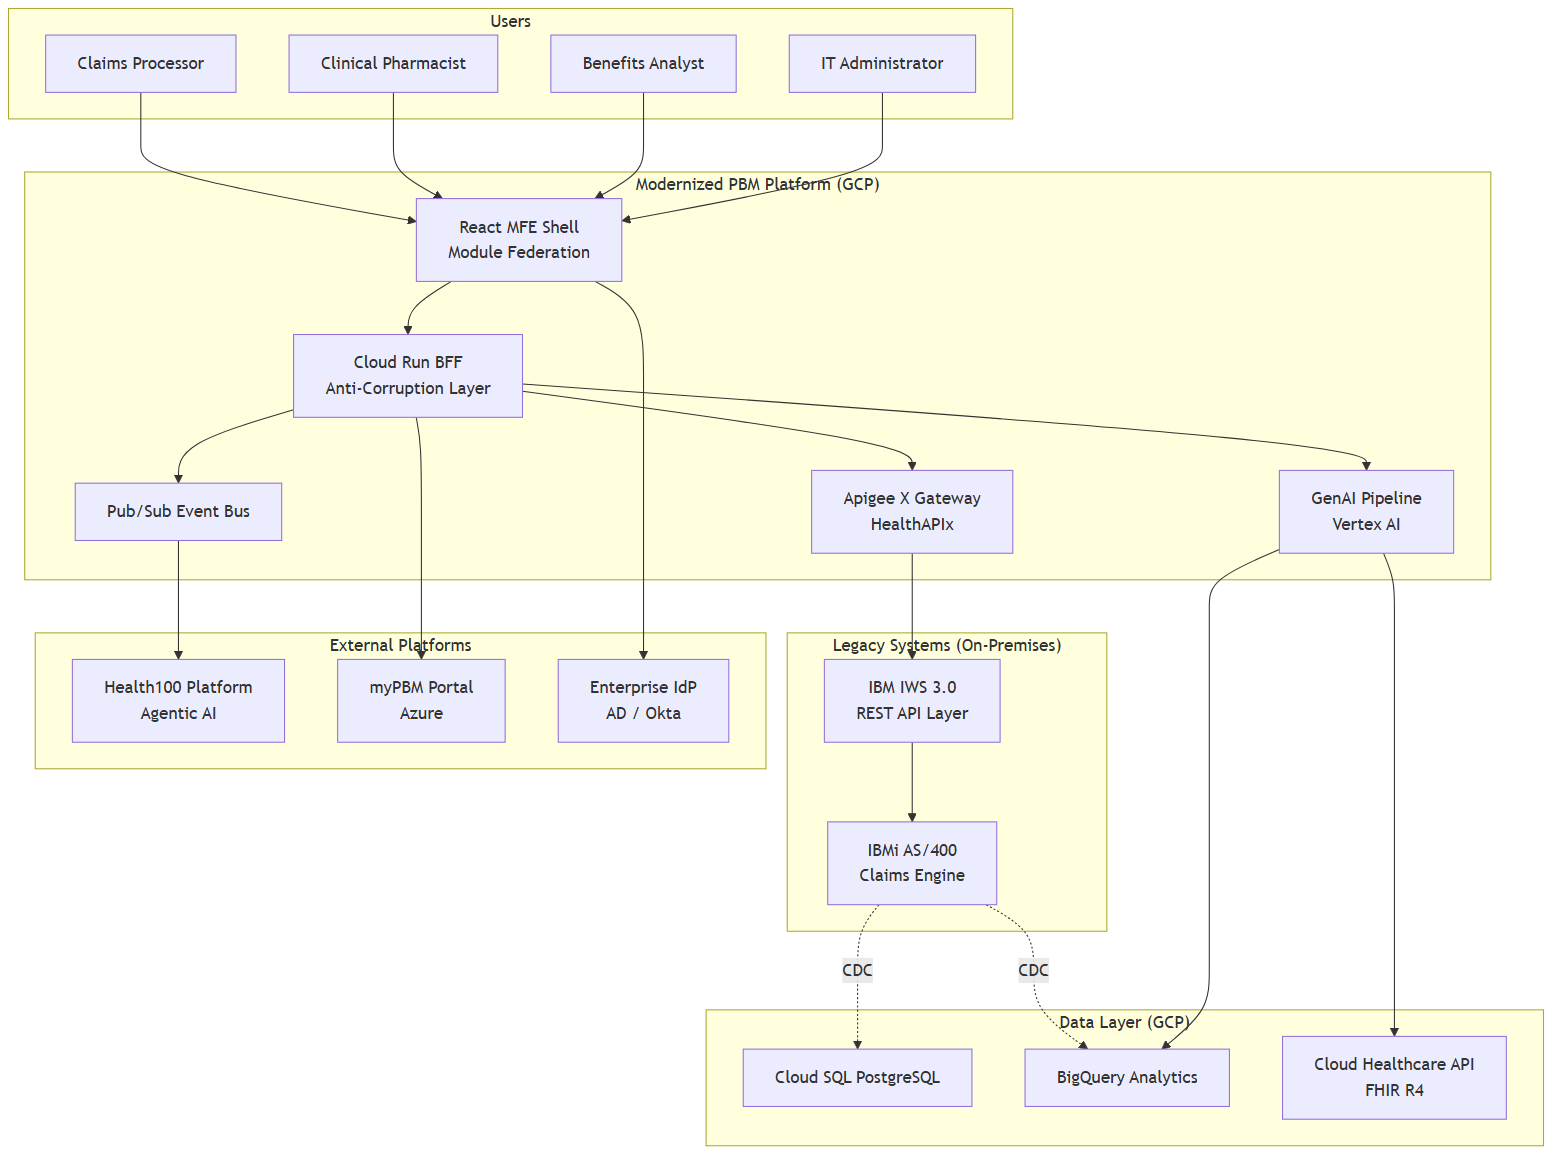 Users
Claims Processor
Clinical Pharmacist
Benefits Analyst
IT Administrator
Modernized PBM Platform (GCP)
React MFE Shell
Module Federation
Cloud Run BFF
Anti-Corruption Layer
Pub/Sub Event Bus
Apigee X Gateway
HealthAPIx
GenAI Pipeline
Vertex AI
External Platforms
Health100 Platform
Agentic AI
myPBM Portal
Azure
Enterprise IdP
AD / Okta
Legacy Systems (On-Premises)
IBM IWS 3.0
REST API Layer
IBMi AS/400
Claims Engine
CDC
CDC
Data Layer (GCP)
Cloud SQL PostgreSQL
BigQuery Analytics
Cloud Healthcare API
FHIR R4